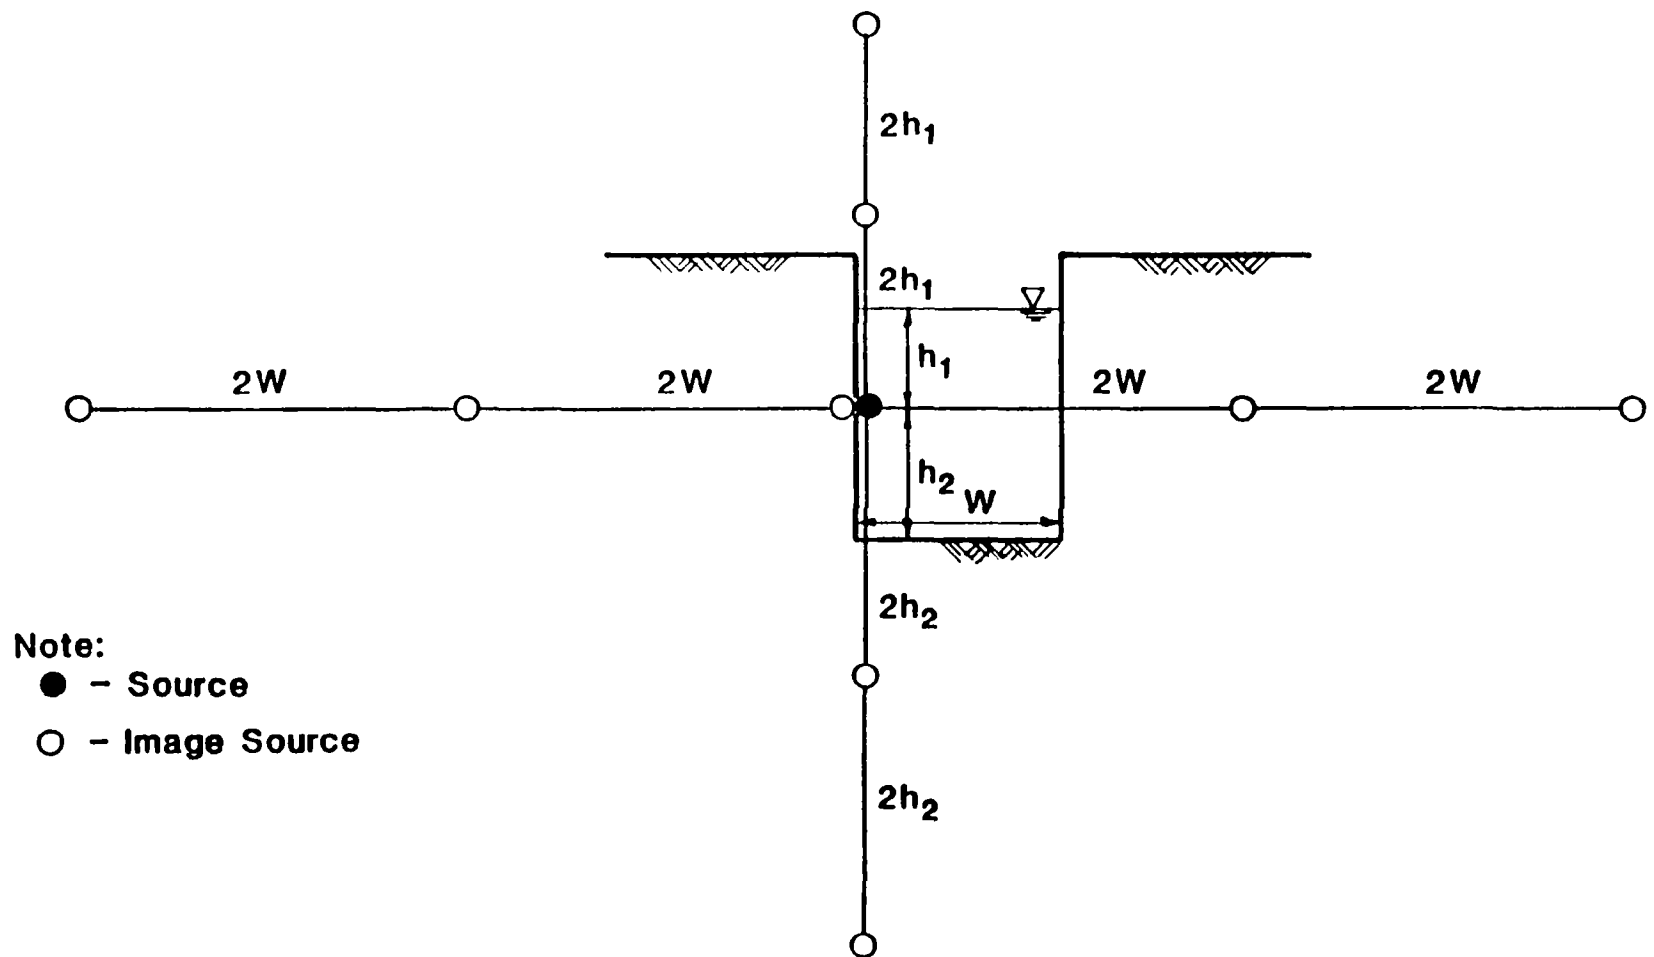 2h₁
2h₁
h₁
2W 2W 2W 2W
h₂
W
2h₂
Note:
● – Source
○ – Image Source
2h₂